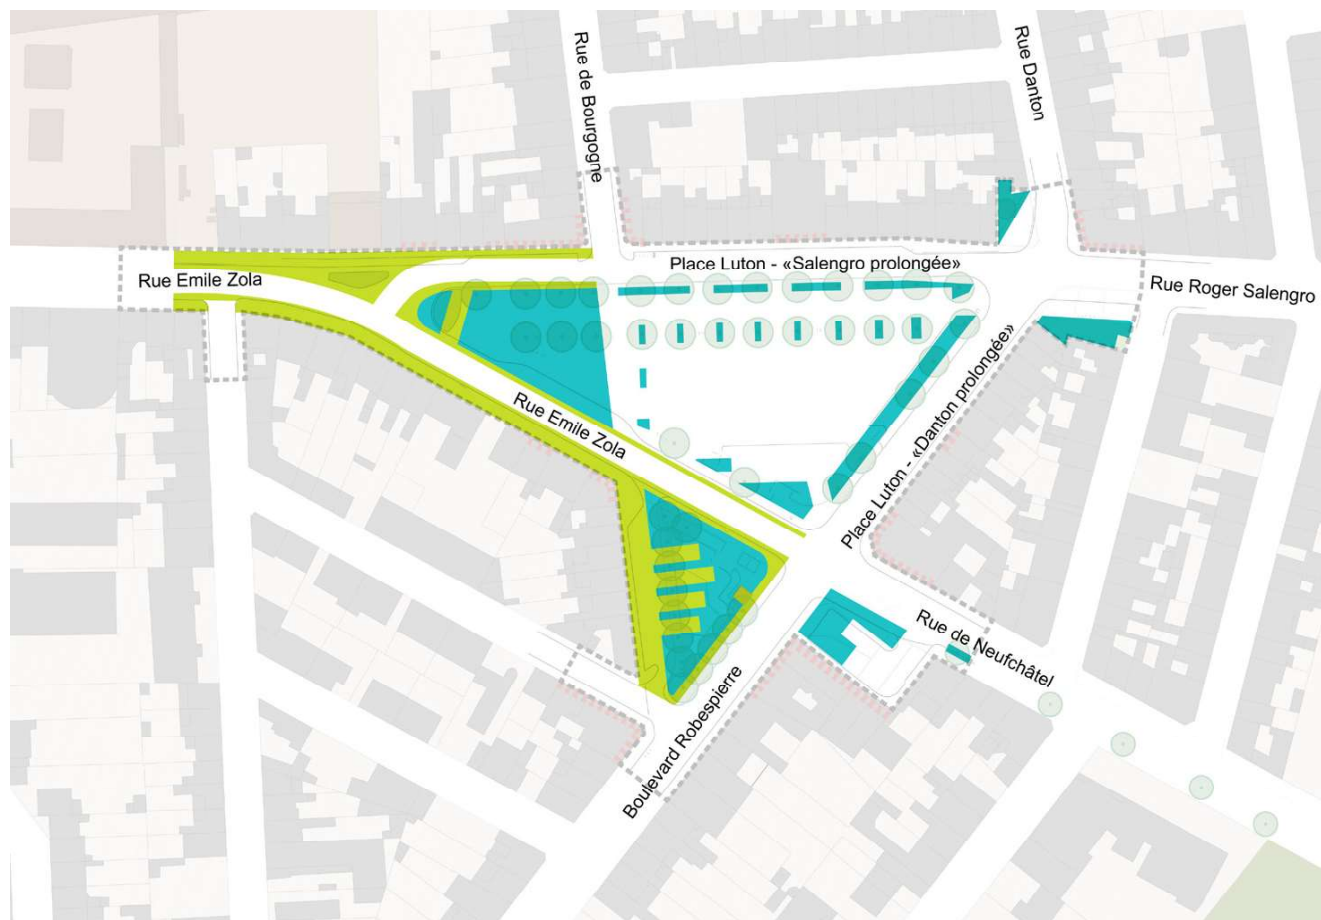 Rue de Bourgogne
Rue Danton
Place Luton - «Salengro prolongée»
Rue Emile Zola
Rue Roger Salengro
Rue Emile Zola
Place Luton - «Danton prolongée»
Rue de Neufchâtel
Boulevard Robespierre